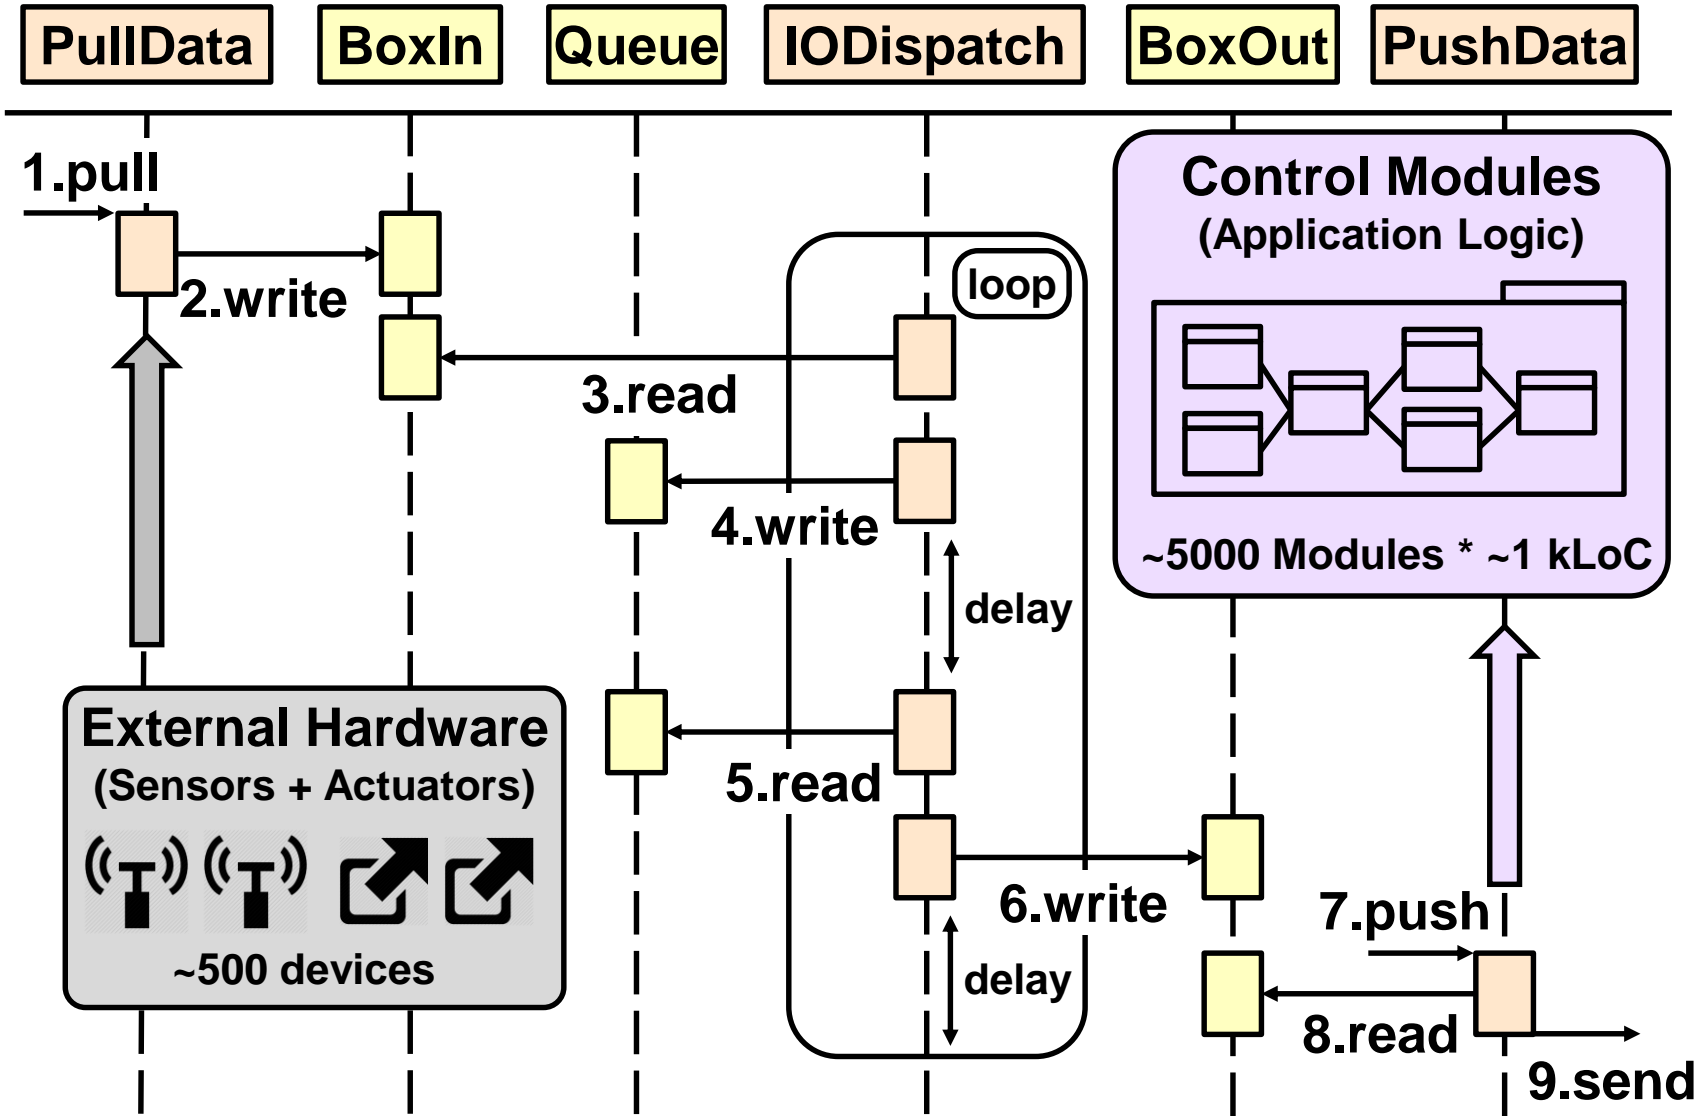 PullData
BoxIn
Queue
IODispatch
BoxOut
PushData
1.pull
2.write
loop
3.read
4.write
delay
5.read
6.write
delay
7.push
8.read
9.send
Control Modules
(Application Logic)
~5000 Modules * ~1 kLoC
External Hardware
(Sensors + Actuators)
~500 devices